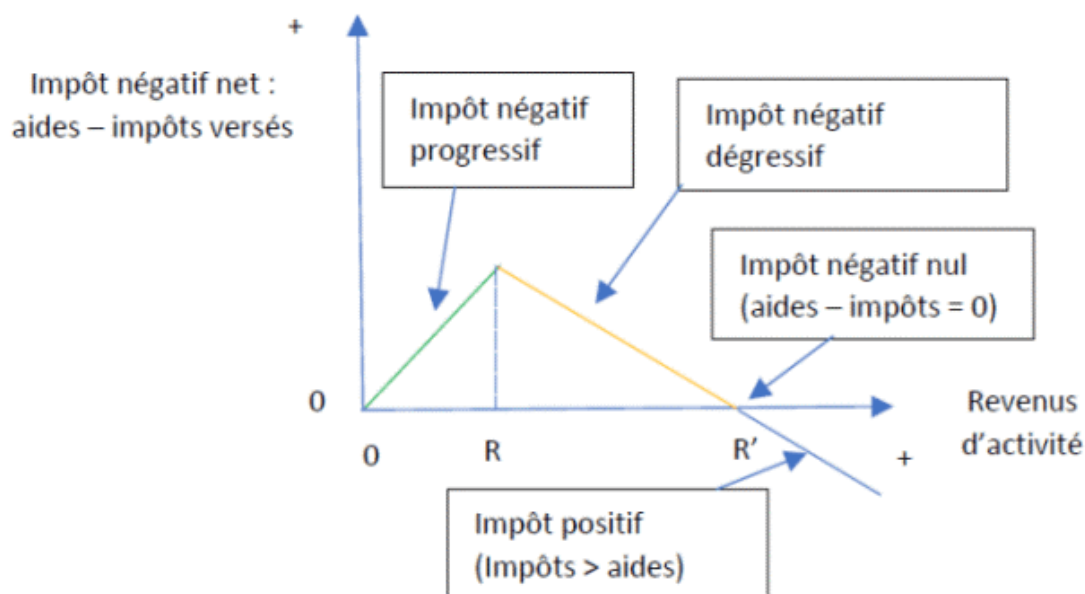 +
Impôt négatif net :
aides – impôts versés
Impôt négatif
progressif
Impôt négatif
dégressif
Impôt négatif nul
(aides – impôts = 0)
0
Revenus
d’activité
0
R
R’
+
Impôt positif
(Impôts > aides)